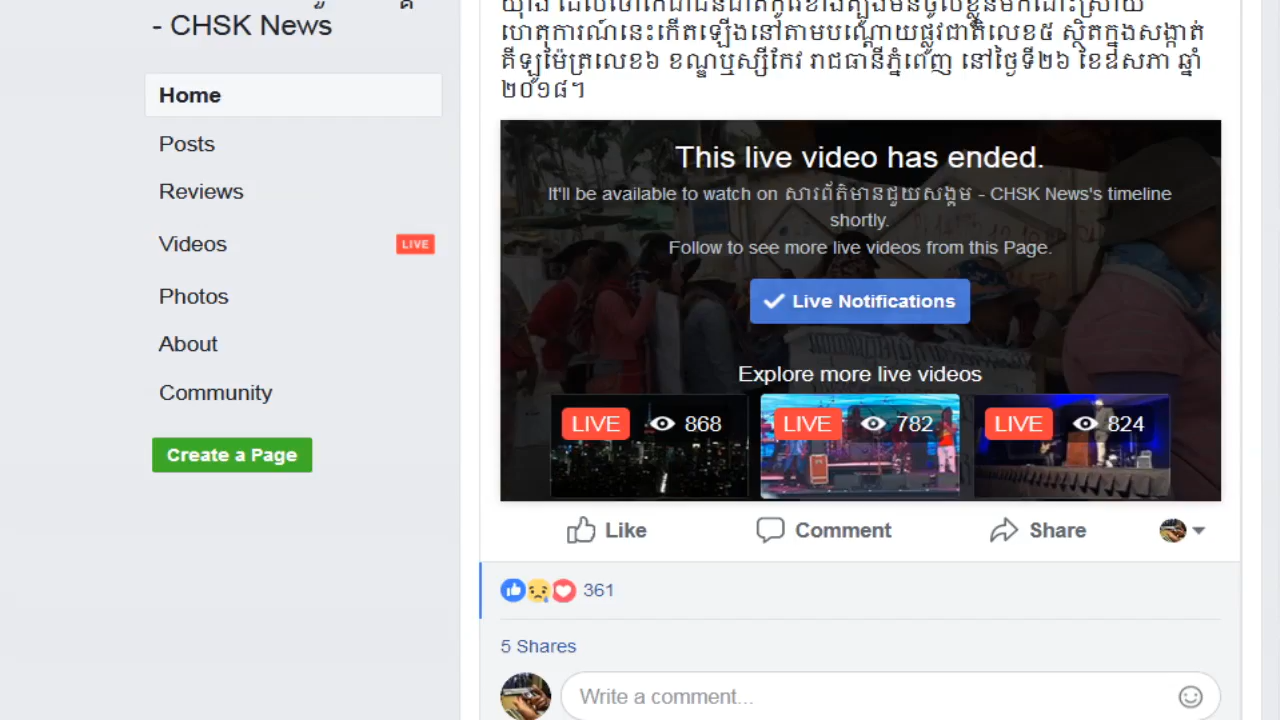 - CHSK News
Home
Posts
Reviews
Videos LIVE
Photos
About
Community
Create a Page
ហេតុការណ៍នេះកើតឡើងនៅតាមបណ្តោយផ្លូវជាតិលេខ៥ ស្ថិតក្នុងសង្កាត់
គីឡូម៉ែត្រលេខ៦ ខណ្ឌឬស្សីកែវ រាជធានីភ្នំពេញ នៅថ្ងៃទី២៦ ខែឧសភា ឆ្នាំ
២០១៨។
This live video has ended.
It'll be available to watch on សារព័ត៌មានជួយសង្គម - CHSK News's timeline
shortly.
Follow to see more live videos from this Page.
Live Notifications
Explore more live videos
LIVE 868 LIVE 782 LIVE 824
Like Comment Share
361
5 Shares
Write a comment...